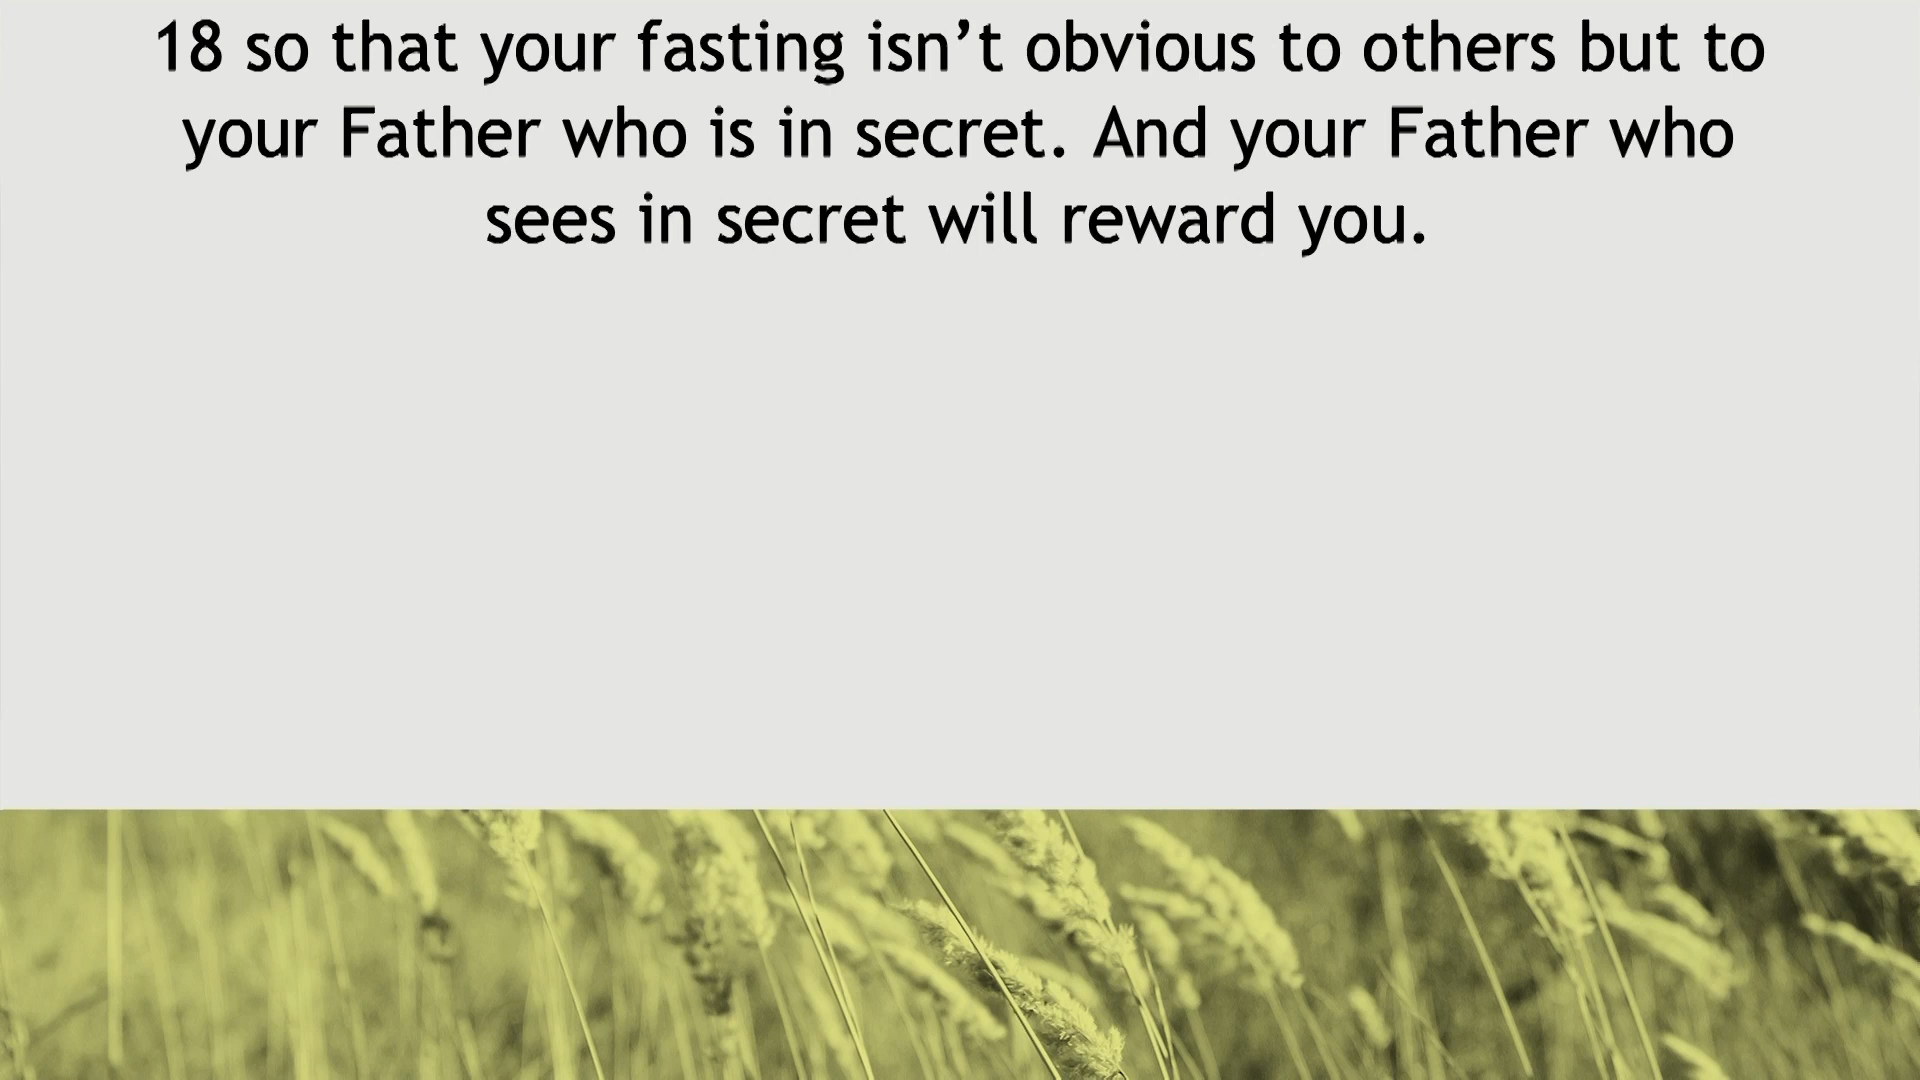 18 so that your fasting isn’t obvious to others but to
your Father who is in secret. And your Father who
sees in secret will reward you.